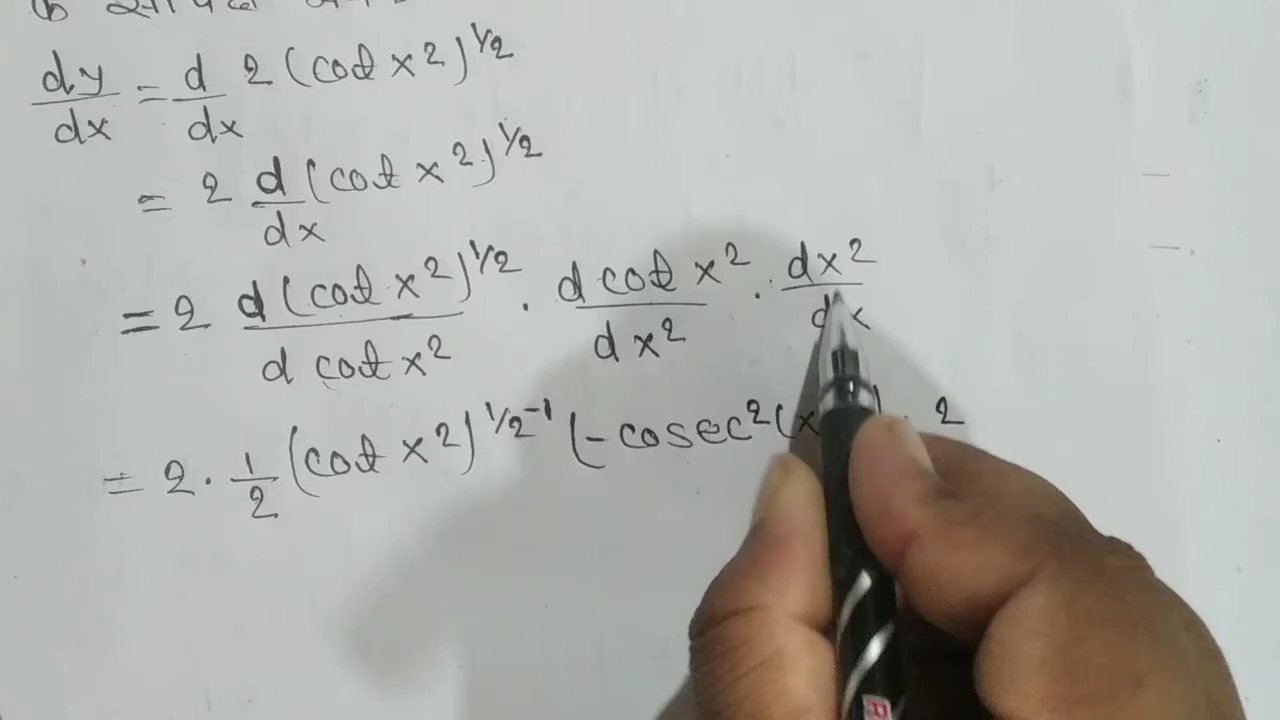 dy/dx = d/dx 2 (cot x²)^1/2
= 2 d/dx (cot x²)^1/2
= 2 d(cot x²)^1/2 / d cot x² · d cot x² / dx² · dx² / dx
= 2 · 1/2 (cot x²)^1/2-1 (-cosec²(x · 2